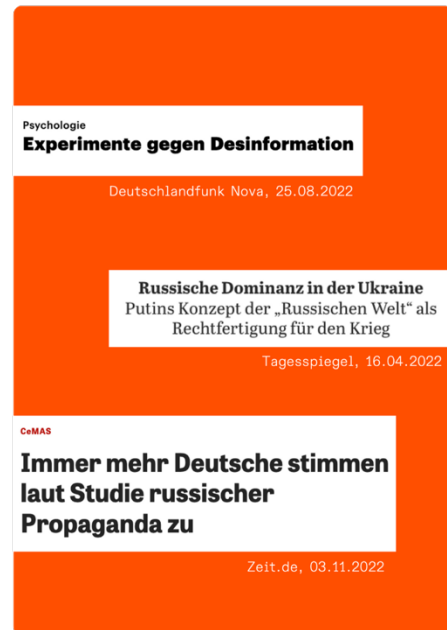 Psychologie
Experimente gegen Desinformation
Deutschlandfunk Nova, 25.08.2022
Russische Dominanz in der Ukraine
Putins Konzept der „Russischen Welt“ als
Rechtfertigung für den Krieg
Tagesspiegel, 16.04.2022
CeMAS
Immer mehr Deutsche stimmen
laut Studie russischer
Propaganda zu
Zeit.de, 03.11.2022